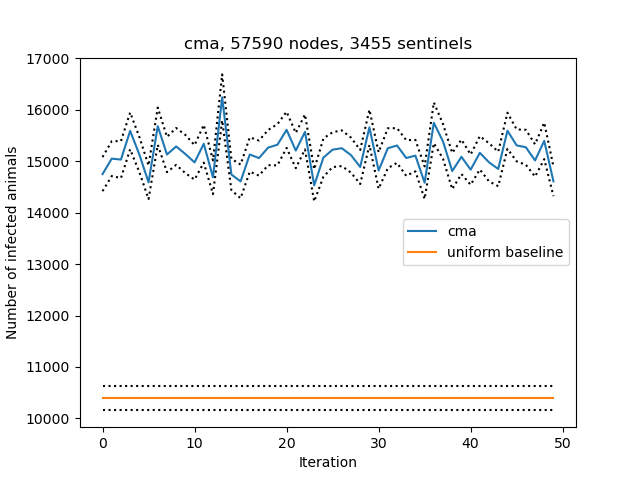 cma, 57590 nodes, 3455 sentinels
17000
16000
15000
14000
13000
12000
11000
10000
Number of infected animals
cma
uniform baseline
0 10 20 30 40 50
Iteration